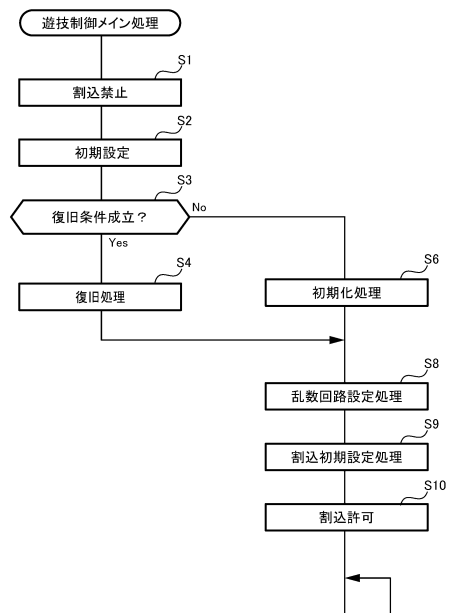 遊技制御メイン処理
S1
割込禁止
S2
初期設定
S3
復旧条件成立？
No
Yes
S4
復旧処理
S6
初期化処理
S8
乱数回路設定処理
S9
割込初期設定処理
S10
割込許可